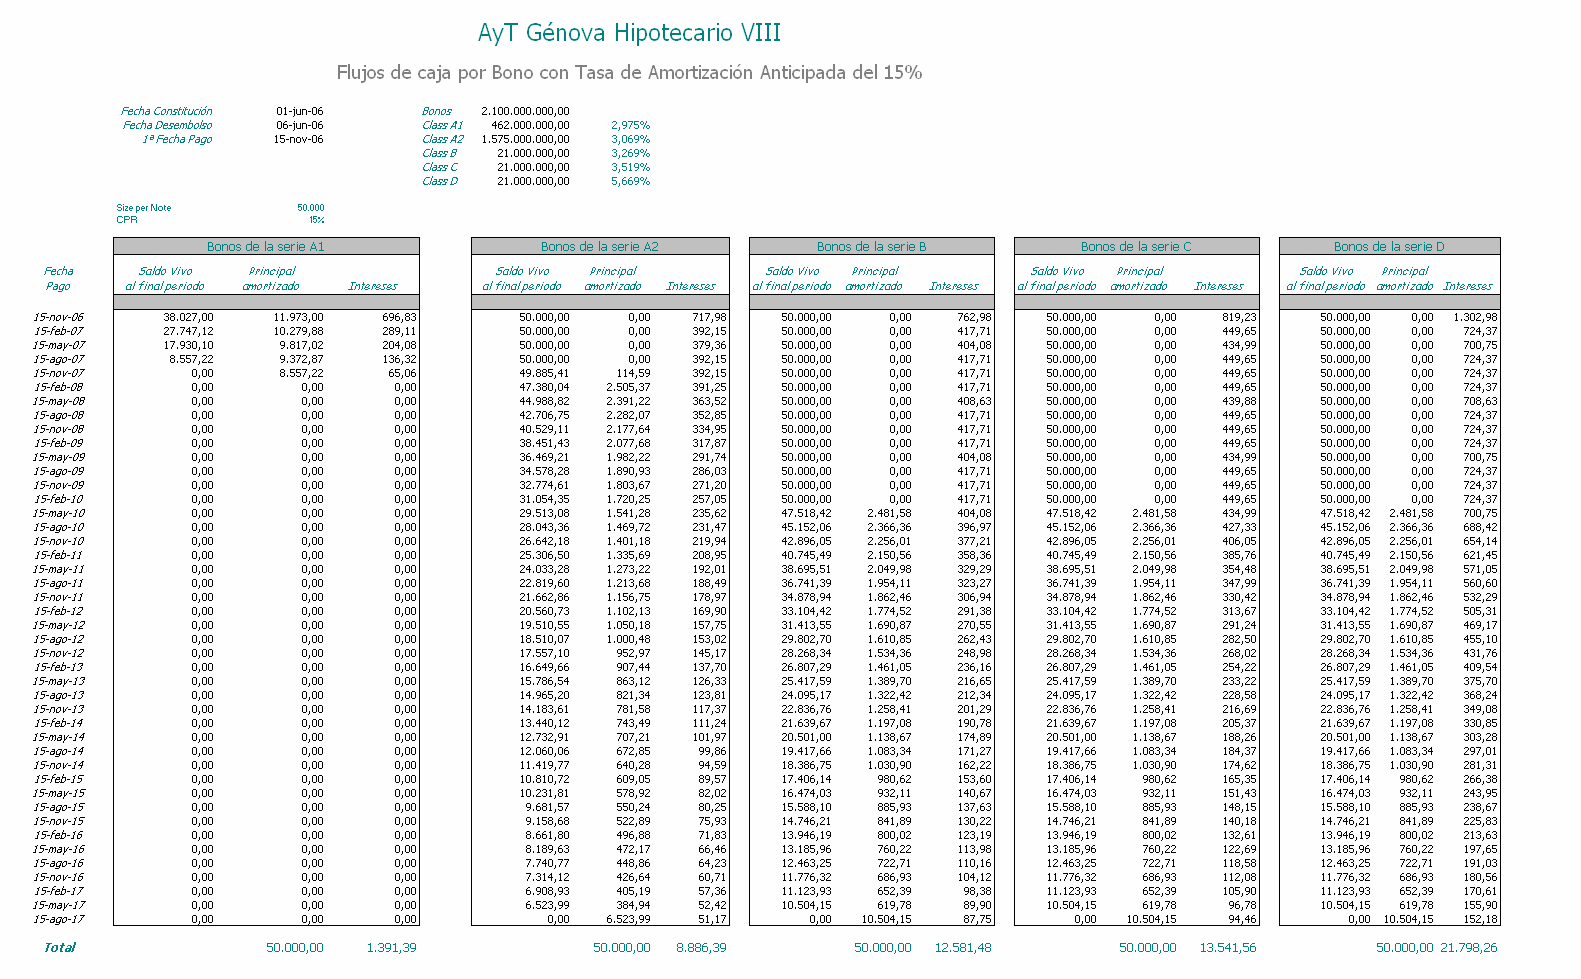 AyT Génova Hipotecario VIII
Flujos de caja por Bono con Tasa de Amortización Anticipada del 15%
Fecha Constitución 01-jun-06 Bonos 2.100.000.000,00
Fecha Desembolso 06-jun-06 Class A1 462.000.000,00 2,975%
1ª Fecha Pago 15-nov-06 Class A2 1.575.000.000,00 3,069%
Class B 21.000.000,00 3,269%
Class C 21.000.000,00 3,519%
Class D 21.000.000,00 5,669%
Size per Note 50.000
CPR 15%
Bonos de la serie A1 Bonos de la serie A2 Bonos de la serie B Bonos de la serie C Bonos de la serie D
Fecha Saldo Vivo Principal Saldo Vivo Principal Saldo Vivo Principal Saldo Vivo Principal Saldo Vivo Principal
Pago al final periodo amortizado Intereses al final periodo amortizado Intereses al final periodo amortizado Intereses al final periodo amortizado Intereses al final periodo amortizado Intereses
15-nov-06 38.027,00 11.973,00 696,83 50.000,00 0,00 717,98 50.000,00 0,00 762,98 50.000,00 0,00 819,23 50.000,00 0,00 1.302,98
15-feb-07 27.747,12 10.279,88 289,11 50.000,00 0,00 392,15 50.000,00 0,00 417,71 50.000,00 0,00 449,65 50.000,00 0,00 724,37
15-may-07 17.930,10 9.817,02 204,08 50.000,00 0,00 379,36 50.000,00 0,00 404,08 50.000,00 0,00 434,99 50.000,00 0,00 700,75
15-ago-07 8.557,22 9.372,87 136,32 50.000,00 0,00 392,15 50.000,00 0,00 417,71 50.000,00 0,00 449,65 50.000,00 0,00 724,37
15-nov-07 0,00 8.557,22 65,06 49.885,41 114,59 392,15 50.000,00 0,00 417,71 50.000,00 0,00 449,65 50.000,00 0,00 724,37
15-feb-08 0,00 0,00 0,00 47.380,04 2.505,37 391,25 50.000,00 0,00 417,71 50.000,00 0,00 449,65 50.000,00 0,00 724,37
15-may-08 0,00 0,00 0,00 44.988,82 2.391,22 363,52 50.000,00 0,00 408,63 50.000,00 0,00 439,88 50.000,00 0,00 708,63
15-ago-08 0,00 0,00 0,00 42.706,75 2.282,07 352,85 50.000,00 0,00 417,71 50.000,00 0,00 449,65 50.000,00 0,00 724,37
15-nov-08 0,00 0,00 0,00 40.529,11 2.177,64 334,95 50.000,00 0,00 417,71 50.000,00 0,00 449,65 50.000,00 0,00 724,37
15-feb-09 0,00 0,00 0,00 38.451,43 2.077,68 317,87 50.000,00 0,00 417,71 50.000,00 0,00 449,65 50.000,00 0,00 724,37
15-may-09 0,00 0,00 0,00 36.469,21 1.982,22 291,74 50.000,00 0,00 404,08 50.000,00 0,00 434,99 50.000,00 0,00 700,75
15-ago-09 0,00 0,00 0,00 34.578,28 1.890,93 286,03 50.000,00 0,00 417,71 50.000,00 0,00 449,65 50.000,00 0,00 724,37
15-nov-09 0,00 0,00 0,00 32.774,61 1.803,67 271,20 50.000,00 0,00 417,71 50.000,00 0,00 449,65 50.000,00 0,00 724,37
15-feb-10 0,00 0,00 0,00 31.054,35 1.720,25 257,05 50.000,00 0,00 417,71 50.000,00 0,00 449,65 50.000,00 0,00 724,37
15-may-10 0,00 0,00 0,00 29.513,08 1.541,28 235,62 47.518,42 2.481,58 404,08 47.518,42 2.481,58 434,99 47.518,42 2.481,58 700,75
15-ago-10 0,00 0,00 0,00 28.043,36 1.469,72 231,47 45.152,06 2.366,36 396,97 45.152,06 2.366,36 427,33 45.152,06 2.366,36 688,42
15-nov-10 0,00 0,00 0,00 26.642,18 1.401,18 219,94 42.896,05 2.256,01 377,21 42.896,05 2.256,01 406,05 42.896,05 2.256,01 654,14
15-feb-11 0,00 0,00 0,00 25.306,50 1.335,69 208,95 40.745,49 2.150,56 358,36 40.745,49 2.150,56 385,76 40.745,49 2.150,56 621,45
15-may-11 0,00 0,00 0,00 24.033,28 1.273,22 192,01 38.695,51 2.049,98 329,29 38.695,51 2.049,98 354,48 38.695,51 2.049,98 571,05
15-ago-11 0,00 0,00 0,00 22.819,60 1.213,68 188,49 36.741,39 1.954,11 323,27 36.741,39 1.954,11 347,99 36.741,39 1.954,11 560,60
15-nov-11 0,00 0,00 0,00 21.662,86 1.156,75 178,97 34.878,94 1.862,46 306,94 34.878,94 1.862,46 330,42 34.878,94 1.862,46 532,29
15-feb-12 0,00 0,00 0,00 20.560,73 1.102,13 169,90 33.104,42 1.774,52 291,38 33.104,42 1.774,52 313,67 33.104,42 1.774,52 505,31
15-may-12 0,00 0,00 0,00 19.510,55 1.050,18 157,75 31.413,55 1.690,87 270,55 31.413,55 1.690,87 291,24 31.413,55 1.690,87 469,17
15-ago-12 0,00 0,00 0,00 18.510,07 1.000,48 153,02 29.802,70 1.610,85 262,43 29.802,70 1.610,85 282,50 29.802,70 1.610,85 455,10
15-nov-12 0,00 0,00 0,00 17.557,10 952,97 145,17 28.268,34 1.534,36 248,98 28.268,34 1.534,36 268,02 28.268,34 1.534,36 431,76
15-feb-13 0,00 0,00 0,00 16.649,66 907,44 137,70 26.807,29 1.461,05 236,16 26.807,29 1.461,05 254,22 26.807,29 1.461,05 409,54
15-may-13 0,00 0,00 0,00 15.786,54 863,12 126,33 25.417,59 1.389,70 216,65 25.417,59 1.389,70 233,22 25.417,59 1.389,70 375,70
15-ago-13 0,00 0,00 0,00 14.965,20 821,34 123,81 24.095,17 1.322,42 212,34 24.095,17 1.322,42 228,58 24.095,17 1.322,42 368,24
15-nov-13 0,00 0,00 0,00 14.183,61 781,58 117,37 22.836,76 1.258,41 201,29 22.836,76 1.258,41 216,69 22.836,76 1.258,41 349,08
15-feb-14 0,00 0,00 0,00 13.440,12 743,49 111,24 21.639,67 1.197,08 190,78 21.639,67 1.197,08 205,37 21.639,67 1.197,08 330,85
15-may-14 0,00 0,00 0,00 12.732,91 707,21 101,97 20.501,00 1.138,67 174,89 20.501,00 1.138,67 188,26 20.501,00 1.138,67 303,28
15-ago-14 0,00 0,00 0,00 12.060,06 672,85 99,86 19.417,66 1.083,34 171,27 19.417,66 1.083,34 184,37 19.417,66 1.083,34 297,01
15-nov-14 0,00 0,00 0,00 11.419,77 640,28 94,59 18.386,75 1.030,90 162,22 18.386,75 1.030,90 174,62 18.386,75 1.030,90 281,31
15-feb-15 0,00 0,00 0,00 10.810,72 609,05 89,57 17.406,14 980,62 153,60 17.406,14 980,62 165,35 17.406,14 980,62 266,38
15-may-15 0,00 0,00 0,00 10.231,81 578,92 82,02 16.474,03 932,11 140,67 16.474,03 932,11 151,43 16.474,03 932,11 243,95
15-ago-15 0,00 0,00 0,00 9.681,57 550,24 80,25 15.588,10 885,93 137,63 15.588,10 885,93 148,15 15.588,10 885,93 238,67
15-nov-15 0,00 0,00 0,00 9.158,68 522,89 75,93 14.746,21 841,89 130,22 14.746,21 841,89 140,18 14.746,21 841,89 225,83
15-feb-16 0,00 0,00 0,00 8.661,80 496,88 71,83 13.946,19 800,02 123,19 13.946,19 800,02 132,61 13.946,19 800,02 213,63
15-may-16 0,00 0,00 0,00 8.189,63 472,17 66,46 13.185,96 760,22 113,98 13.185,96 760,22 122,69 13.185,96 760,22 197,65
15-ago-16 0,00 0,00 0,00 7.740,77 448,86 64,23 12.463,25 722,71 110,16 12.463,25 722,71 118,58 12.463,25 722,71 191,03
15-nov-16 0,00 0,00 0,00 7.314,12 426,64 60,71 11.776,32 686,93 104,12 11.776,32 686,93 112,08 11.776,32 686,93 180,56
15-feb-17 0,00 0,00 0,00 6.908,93 405,19 57,36 11.123,93 652,39 98,38 11.123,93 652,39 105,90 11.123,93 652,39 170,61
15-may-17 0,00 0,00 0,00 6.523,99 384,94 52,42 10.504,15 619,78 89,90 10.504,15 619,78 96,78 10.504,15 619,78 155,90
15-ago-17 0,00 0,00 0,00 0,00 6.523,99 51,17 0,00 10.504,15 87,75 0,00 10.504,15 94,46 0,00 10.504,15 152,18
Total 50.000,00 1.391,39 50.000,00 8.886,39 50.000,00 12.581,48 50.000,00 13.541,56 50.000,00 21.798,26